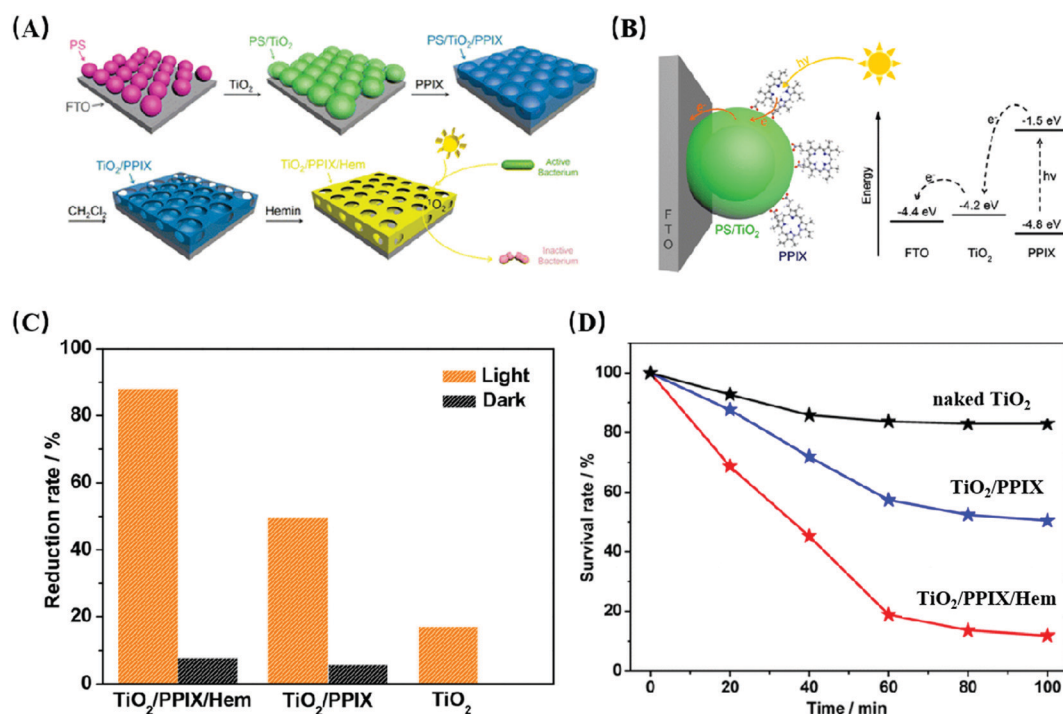 (A)
PS
PS/TiO₂
PS/TiO₂/PPIX
FTO
TiO₂
PPIX
TiO₂/PPIX
TiO₂/PPIX/Hem
Active
Bacterium
CH₂Cl₂
Hemin
¹O₂
Inactive
Bacterium
(B)
hν
e⁻
e⁻
FTO
PS/TiO₂
PPIX
Energy
e⁻
-1.5 eV
e⁻
hν
-4.4 eV
-4.2 eV
-4.8 eV
FTO
TiO₂
PPIX
(C)
Reduction rate / %
100
80
60
40
20
0
Light
Dark
TiO₂/PPIX/Hem
TiO₂/PPIX
TiO₂
(D)
Survival rate / %
100
80
60
40
20
0
naked TiO₂
TiO₂/PPIX
TiO₂/PPIX/Hem
0 20 40 60 80 100
Time / min